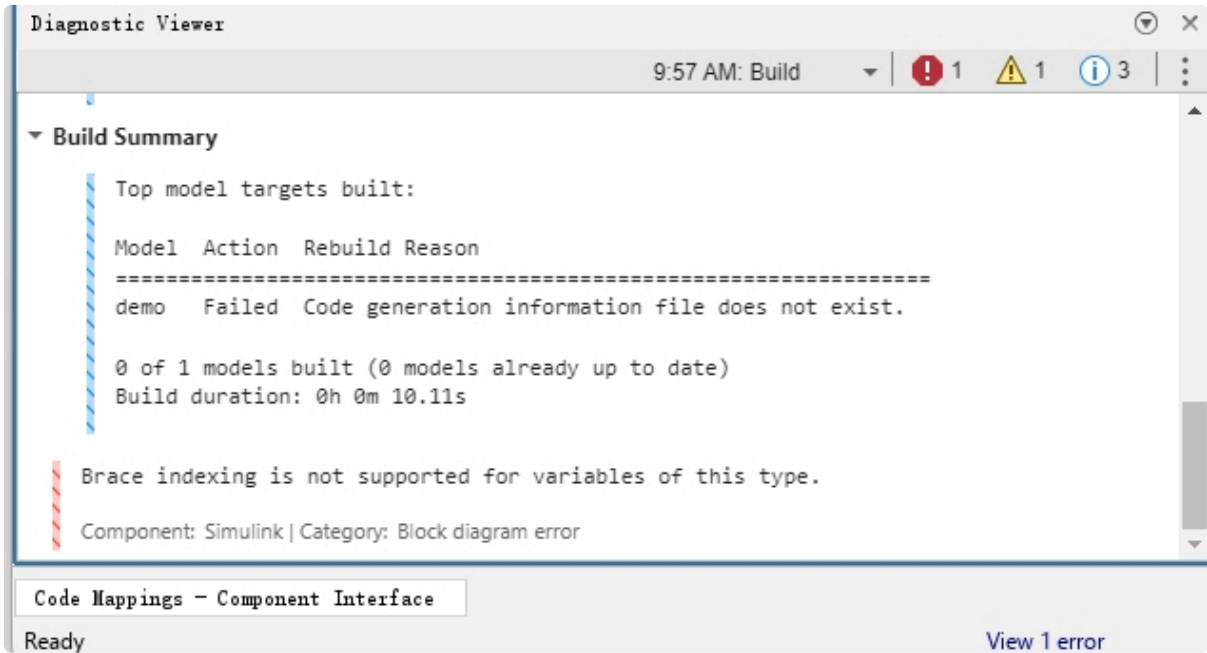 Diagnostic Viewer
9:57 AM: Build 1 1 3
Build Summary
Top model targets built:
Model Action Rebuild Reason
=================================================================
demo Failed Code generation information file does not exist.
0 of 1 models built (0 models already up to date)
Build duration: 0h 0m 10.11s
Brace indexing is not supported for variables of this type.
Component: Simulink | Category: Block diagram error
Code Mappings - Component Interface
Ready View 1 error